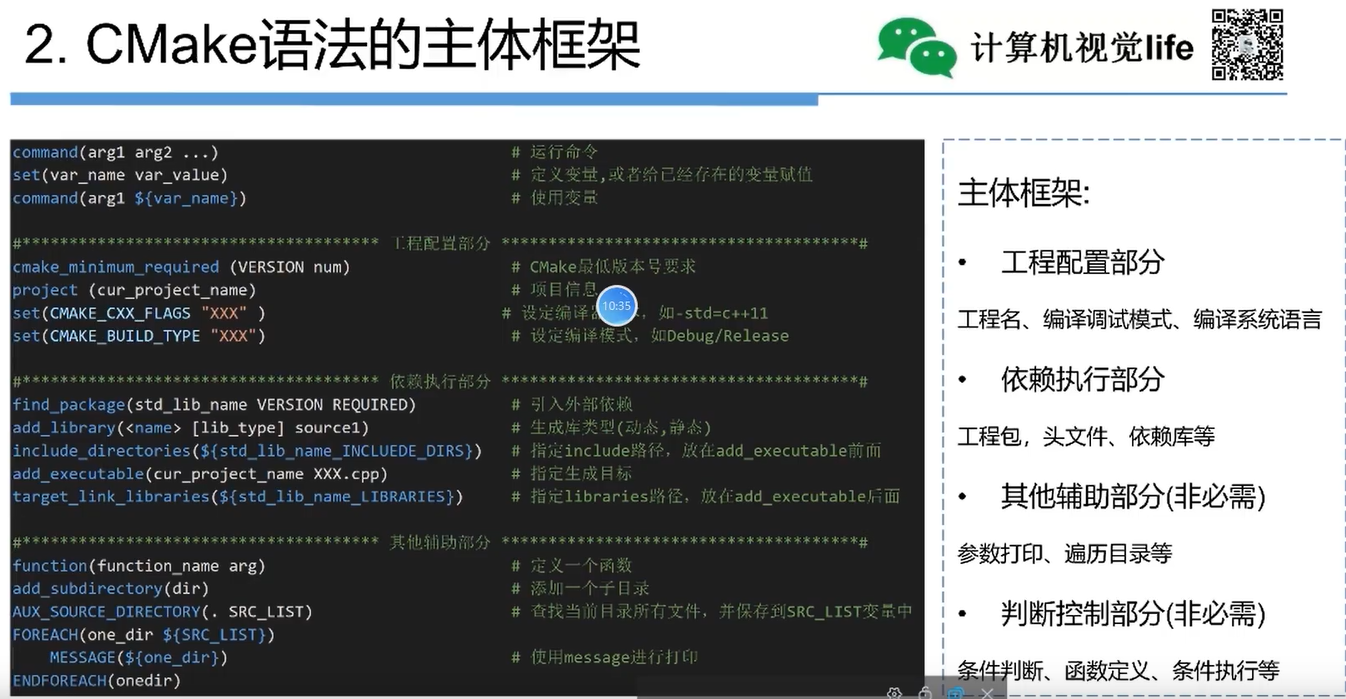 2. CMake语法的主体框架
计算机视觉life
command(arg1 arg2 ...) # 运行命令
set(var_name var_value) # 定义变量,或者给已经存在的变量赋值
command(arg1 ${var_name}) # 使用变量
#************************************** 工程配置部分 **************************************#
cmake_minimum_required (VERSION num) # CMake最低版本号要求
project (cur_project_name) # 项目信息
set(CMAKE_CXX_FLAGS "XXX" ) # 设定编译器 , 如-std=c++11
10:35
set(CMAKE_BUILD_TYPE "XXX") # 设定编译模式, 如Debug/Release
#************************************** 依赖执行部分 **************************************#
find_package(std_lib_name VERSION REQUIRED) # 引入外部依赖
add_library(<name> [lib_type] source1) # 生成库类型(动态,静态)
include_directories(${std_lib_name_INCLUEDE_DIRS}) # 指定include路径, 放在add_executable前面
add_executable(cur_project_name XXX.cpp) # 指定生成目标
target_link_libraries(${std_lib_name_LIBRARIES}) # 指定libraries路径, 放在add_executable后面
#************************************** 其他辅助部分 **************************************#
function(function_name arg) # 定义一个函数
add_subdirectory(dir) # 添加一个子目录
AUX_SOURCE_DIRECTORY(. SRC_LIST) # 查找当前目录所有文件, 并保存到SRC_LIST变量中
FOREACH(one_dir ${SRC_LIST})
MESSAGE(${one_dir}) # 使用message进行打印
ENDFOREACH(onedir)
主体框架:
• 工程配置部分
工程名、编译调试模式、编译系统语言
• 依赖执行部分
工程包，头文件、依赖库等
• 其他辅助部分(非必需)
参数打印、遍历目录等
• 判断控制部分(非必需)
条件判断、函数定义、条件执行等